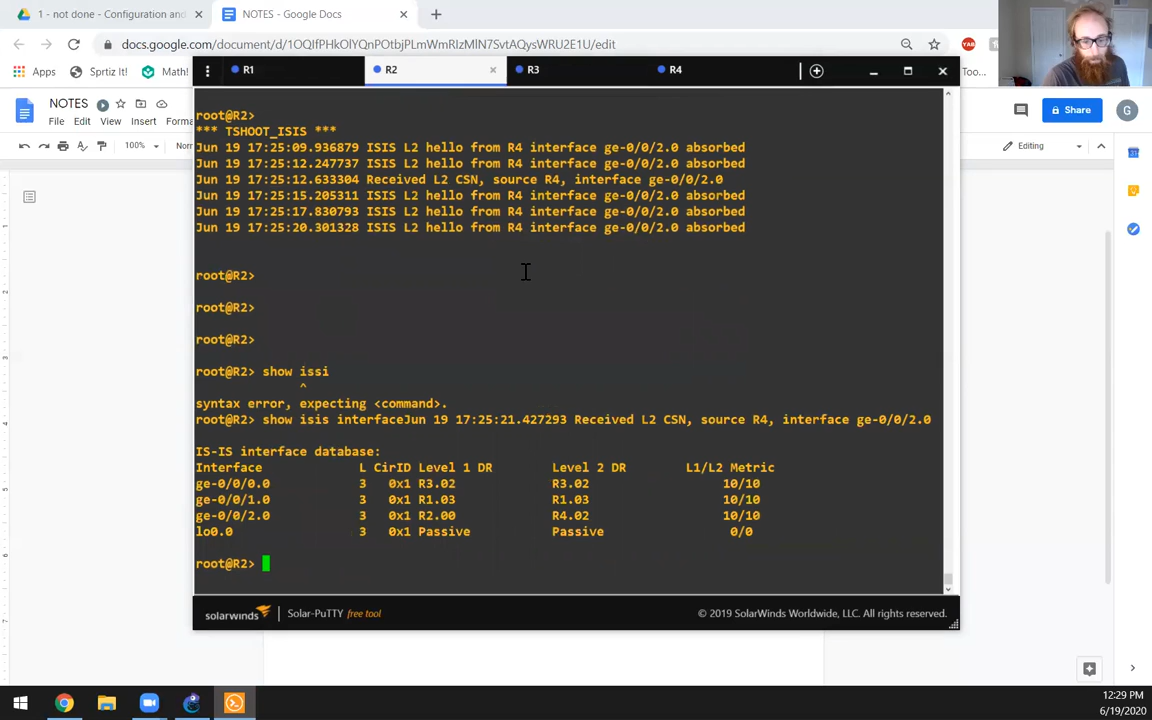 1 - not done - Configuration and
NOTES - Google Docs
docs.google.com/document/d/1OQIfPHkOlYQnPOtbjPLmWmRIzMlN7SvtAQysWRU2E1U/edit
YAB
Apps
Sprtiz It!
Math!
R1
R2
R3
R4
Too...
NOTES
File Edit View Insert Forma
Share
G
100%
Nor
Editing
root@R2>
*** TSHOOT_ISIS ***
Jun 19 17:25:09.936879 ISIS L2 hello from R4 interface ge-0/0/2.0 absorbed
Jun 19 17:25:12.247737 ISIS L2 hello from R4 interface ge-0/0/2.0 absorbed
Jun 19 17:25:12.633304 Received L2 CSN, source R4, interface ge-0/0/2.0
Jun 19 17:25:15.205311 ISIS L2 hello from R4 interface ge-0/0/2.0 absorbed
Jun 19 17:25:17.830793 ISIS L2 hello from R4 interface ge-0/0/2.0 absorbed
Jun 19 17:25:20.301328 ISIS L2 hello from R4 interface ge-0/0/2.0 absorbed
root@R2>
root@R2>
root@R2>
root@R2> show issi
^
syntax error, expecting <command>.
root@R2> show isis interfaceJun 19 17:25:21.427293 Received L2 CSN, source R4, interface ge-0/0/2.0
IS-IS interface database:
Interface L CirID Level 1 DR Level 2 DR L1/L2 Metric
ge-0/0/0.0 3 0x1 R3.02 R3.02 10/10
ge-0/0/1.0 3 0x1 R1.03 R1.03 10/10
ge-0/0/2.0 3 0x1 R2.00 R4.02 10/10
lo0.0 3 0x1 Passive Passive 0/0
root@R2>
solarwinds Solar-PuTTY free tool
© 2019 SolarWinds Worldwide, LLC. All rights reserved.
12:29 PM
6/19/2020